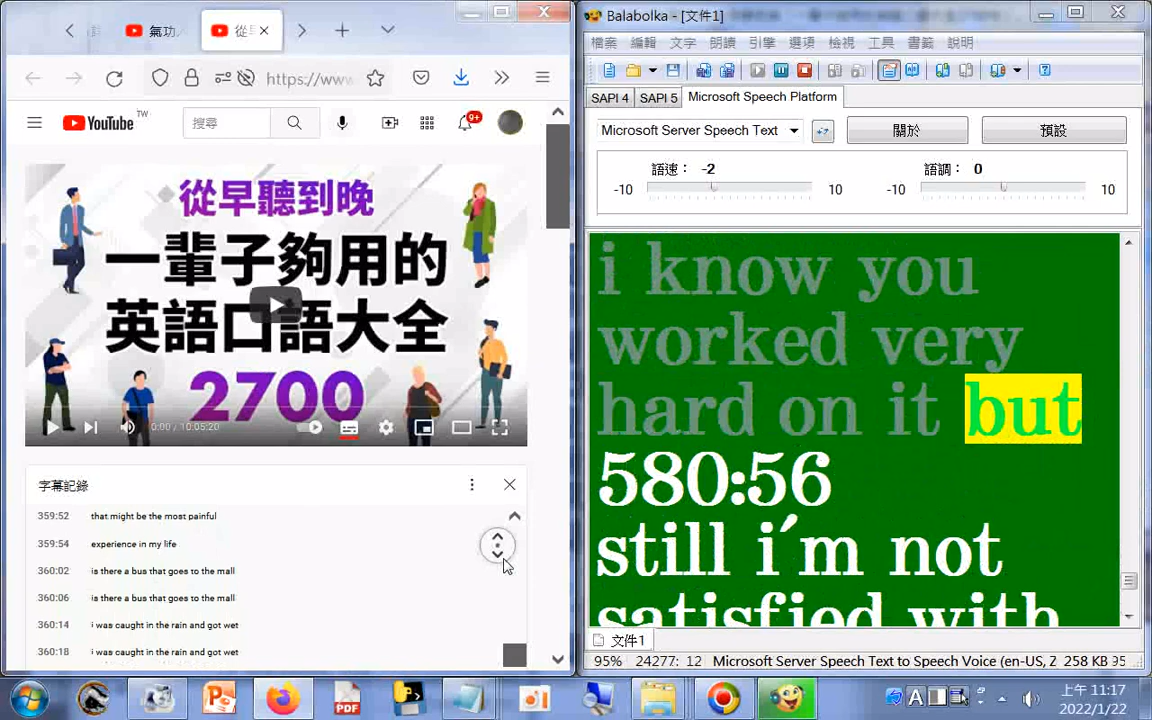 氣功
從
https://www
YouTube TW
搜尋
9+
從早聽到晚
一輩子夠用的
英語口語大全
2700
0:00 / 10:05:20
字幕記錄
359:52 that might be the most painful
359:54 experience in my life
360:02 is there a bus that goes to the mall
360:06 is there a bus that goes to the mall
360:14 i was caught in the rain and got wet
360:18 i was caught in the rain and got wet
Balabolka - [文件1]
檔案 編輯 文字 朗讀 引擎 選項 檢視 工具 書籤 說明
SAPI 4 SAPI 5 Microsoft Speech Platform
Microsoft Server Speech Text 關於 預設
語速： -2 語調： 0
-10 10 -10 10
i know you
worked very
hard on it but
580:56
still i´m not
satisfied with
文件1
95% 24277: 12 Microsoft Server Speech Text to Speech Voice (en-US, Z 258 KB 95
PDF
A
上午 11:17
2022/1/22